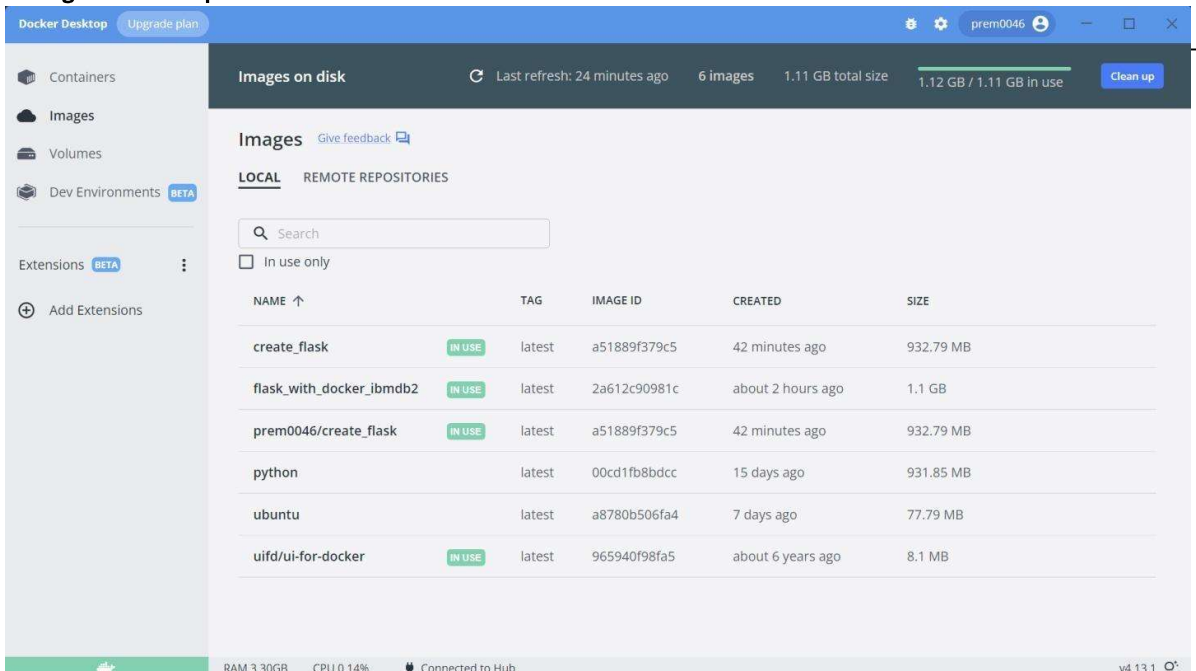 Docker Desktop Upgrade plan prem0046
Containers
Images
Volumes
Dev Environments BETA
Extensions BETA
Add Extensions
Images on disk Last refresh: 24 minutes ago 6 images 1.11 GB total size 1.12 GB / 1.11 GB in use Clean up
Images Give feedback
LOCAL REMOTE REPOSITORIES
Search
In use only
NAME TAG IMAGE ID CREATED SIZE
create_flask IN USE latest a51889f379c5 42 minutes ago 932.79 MB
flask_with_docker_ibmdb2 IN USE latest 2a612c90981c about 2 hours ago 1.1 GB
prem0046/create_flask IN USE latest a51889f379c5 42 minutes ago 932.79 MB
python latest 00cd1fb8bdcc 15 days ago 931.85 MB
ubuntu latest a8780b506fa4 7 days ago 77.79 MB
uifd/ui-for-docker IN USE latest 965940f98fa5 about 6 years ago 8.1 MB
RAM 3.30GB CPU 0.14% Connected to Hub v4.13.1